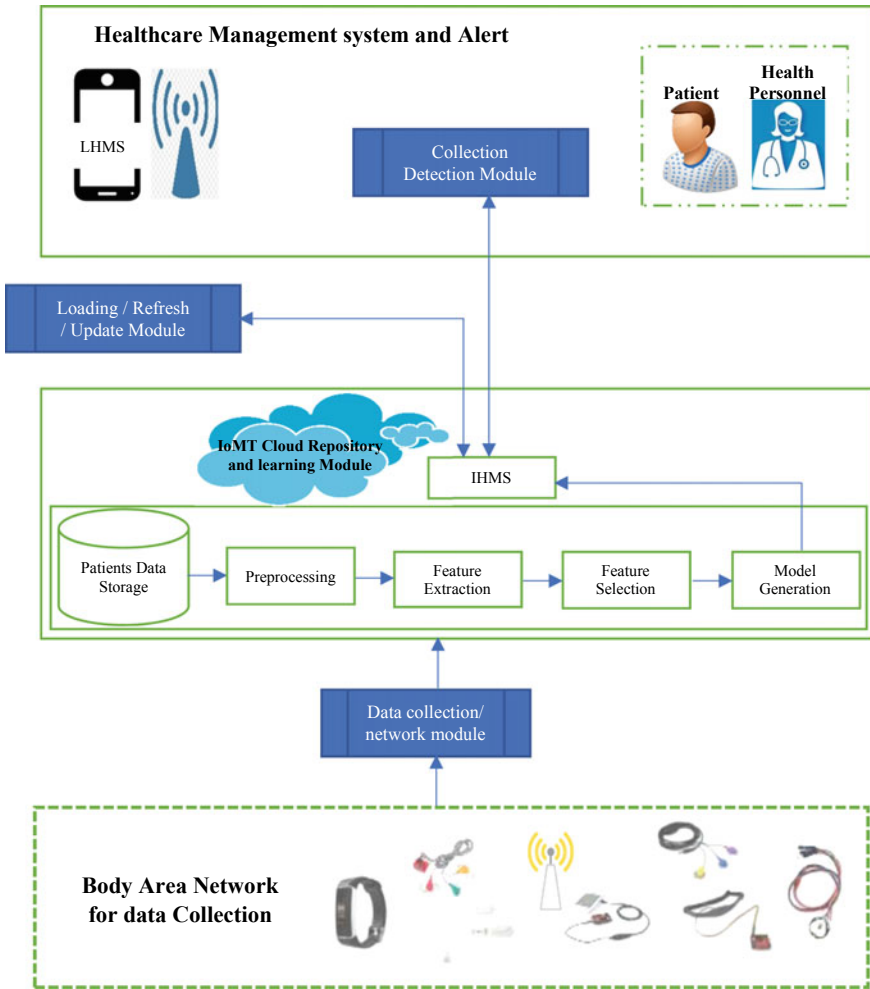 Healthcare Management system and Alert
LHMS
Patient
Health
Personnel
Collection
Detection Module
Loading / Refresh
/ Update Module
IoMT Cloud Repository
and learning Module
IHMS
Patients Data
Storage
Preprocessing
Feature
Extraction
Feature
Selection
Model
Generation
Data collection/
network module
Body Area Network
for data Collection